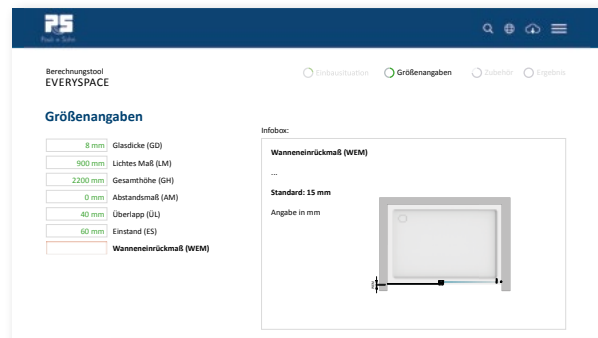 PS
Pauli + Sohn
Berechnungstool
EVERYSPACE
Einbausituation
Größenangaben
Zubehör
Ergebnis
Größenangaben
8 mm Glasdicke (GD)
900 mm Lichtes Maß (LM)
2200 mm Gesamthöhe (GH)
0 mm Abstandsmaß (AM)
40 mm Überlapp (ÜL)
60 mm Einstand (ES)
Wanneneinrückmaß (WEM)
Infobox:
Wanneneinrückmaß (WEM)
...
Standard: 15 mm
Angabe in mm